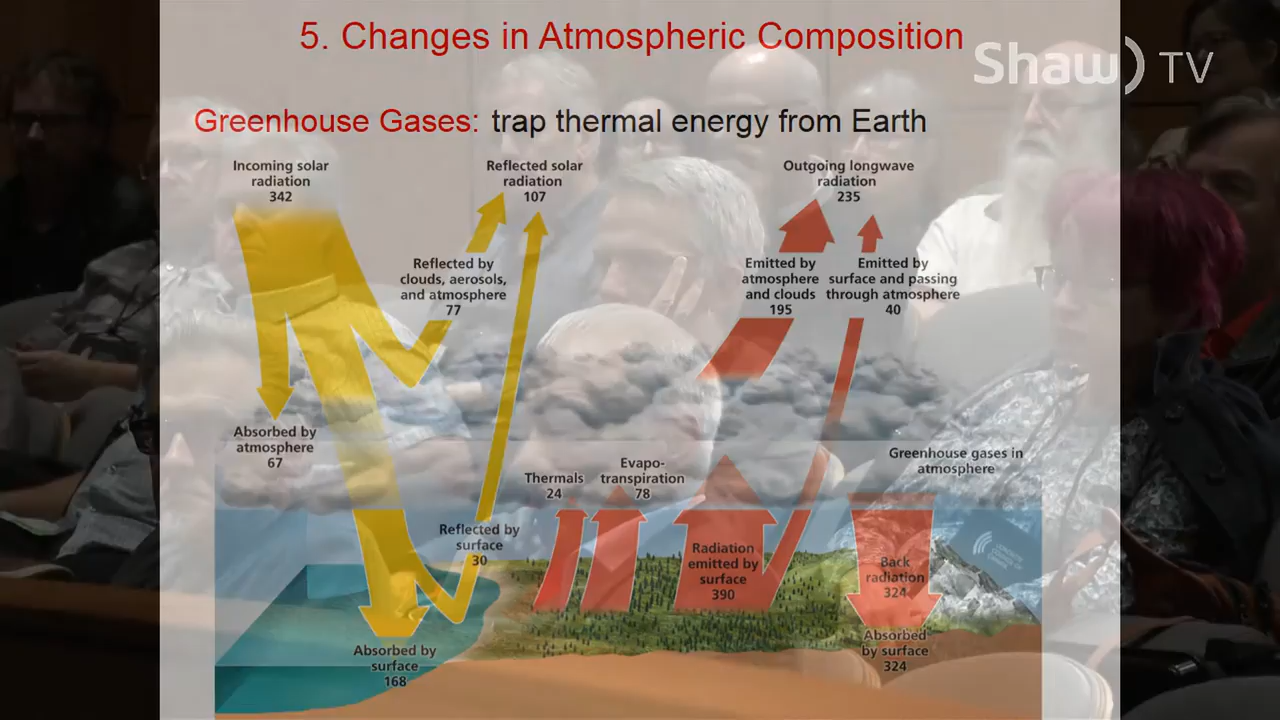 5. Changes in Atmospheric Composition
Shaw) TV
Greenhouse Gases: trap thermal energy from Earth
Incoming solar
radiation
342
Reflected solar
radiation
107
Outgoing longwave
radiation
235
Reflected by
clouds, aerosols,
and atmosphere
77
Emitted by
atmosphere
and clouds
195
Emitted by
surface and passing
through atmosphere
40
Absorbed by
atmosphere
67
Thermals
24
Evapo-
transpiration
78
Greenhouse gases in
atmosphere
Reflected by
surface
30
Radiation
emitted by
surface
390
Back
radiation
324
Absorbed by
surface
168
Absorbed
by surface
324